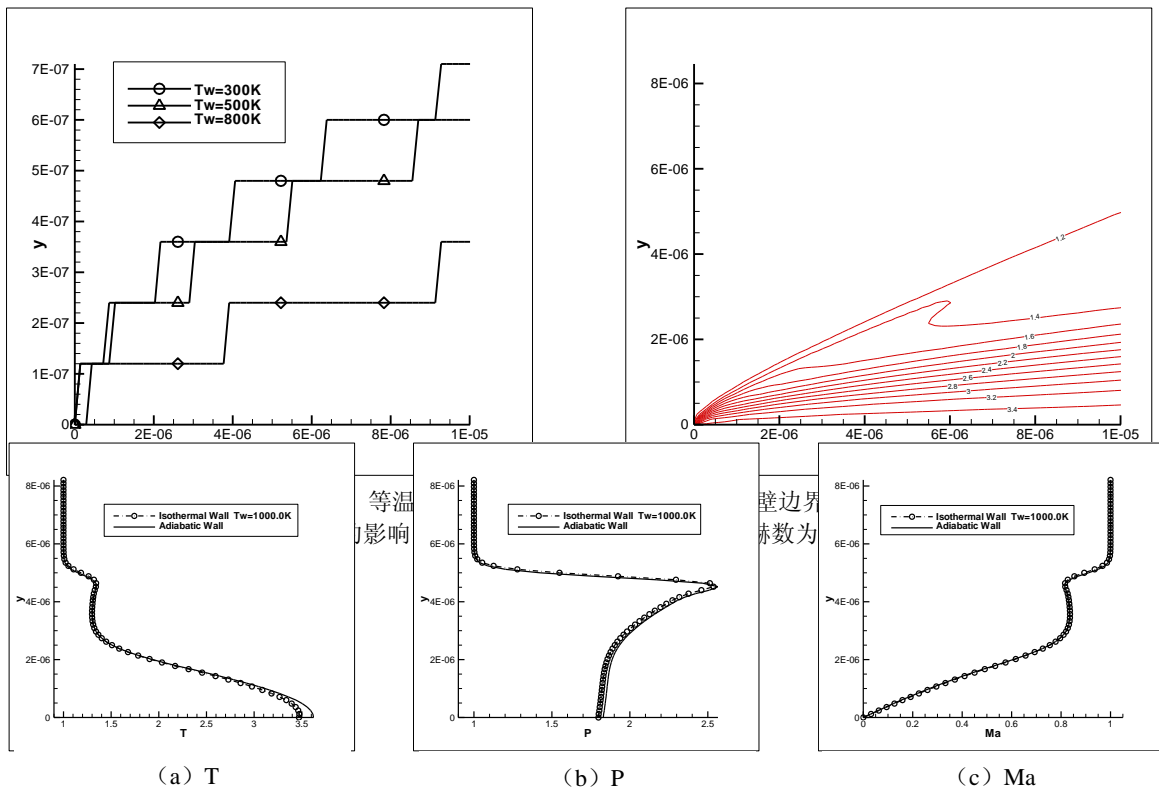 7E-07
6E-07
5E-07
4E-07
3E-07
2E-07
1E-07
0
y
Tw=300K
Tw=500K
Tw=800K
0 2E-06 4E-06 6E-06 8E-06 1E-05
8E-06
6E-06
4E-06
2E-06
0
y
1.2
1.4
1.6
1.8
2
2.2
2.4
2.6
2.8
3
3.2
3.4
0 2E-06 4E-06 6E-06 8E-06 1E-05
等温
壁边界
的影响
赫数为
8E-06
6E-06
4E-06
2E-06
0
y
Isothermal Wall Tw=1000.0K
Adiabatic Wall
1 1.5 2 2.5 3 3.5
T
8E-06
6E-06
4E-06
2E-06
0
y
Isothermal Wall Tw=1000.0K
Adiabatic Wall
1 1.5 2 2.5
P
8E-06
6E-06
4E-06
2E-06
0
y
Isothermal Wall Tw=1000.0K
Adiabatic Wall
0 0.2 0.4 0.6 0.8 1
Ma
（a）T
（b）P
（c）Ma